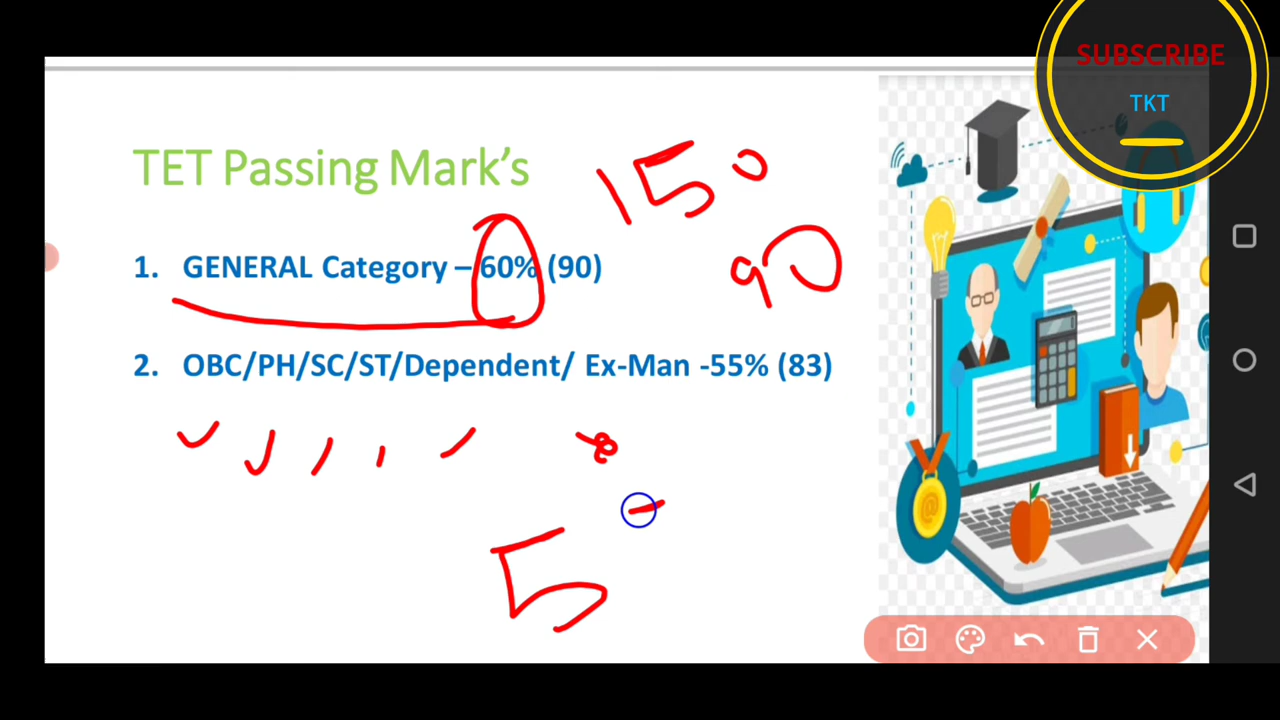 SUBSCRIBE
TKT
TET Passing Mark's
150
1. GENERAL Category – 60% (90)
90
2. OBC/PH/SC/ST/Dependent/ Ex-Man -55% (83)
5